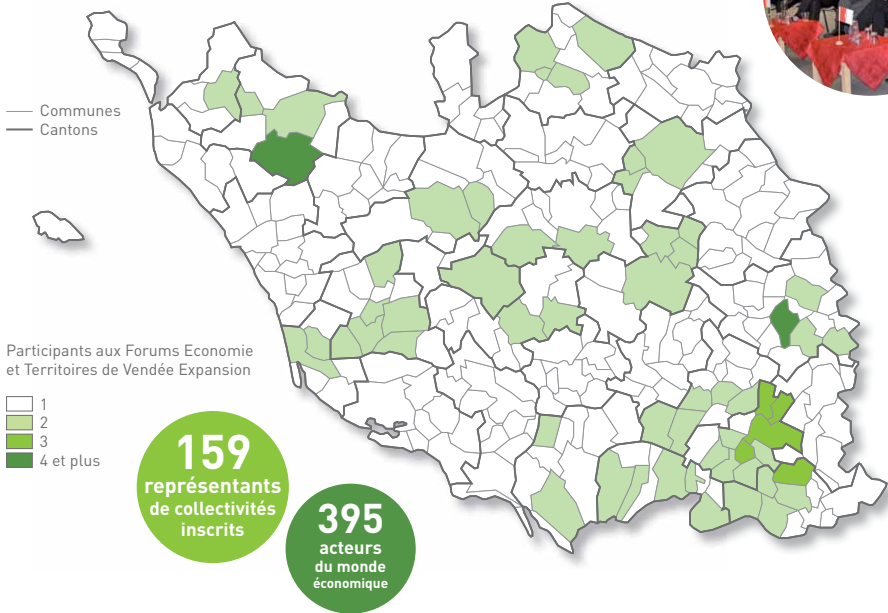 Communes
Cantons
Participants aux Forums Economie
et Territoires de Vendée Expansion
1
2
3
4 et plus
159
représentants
de collectivités
inscrits
395
acteurs
du monde
économique